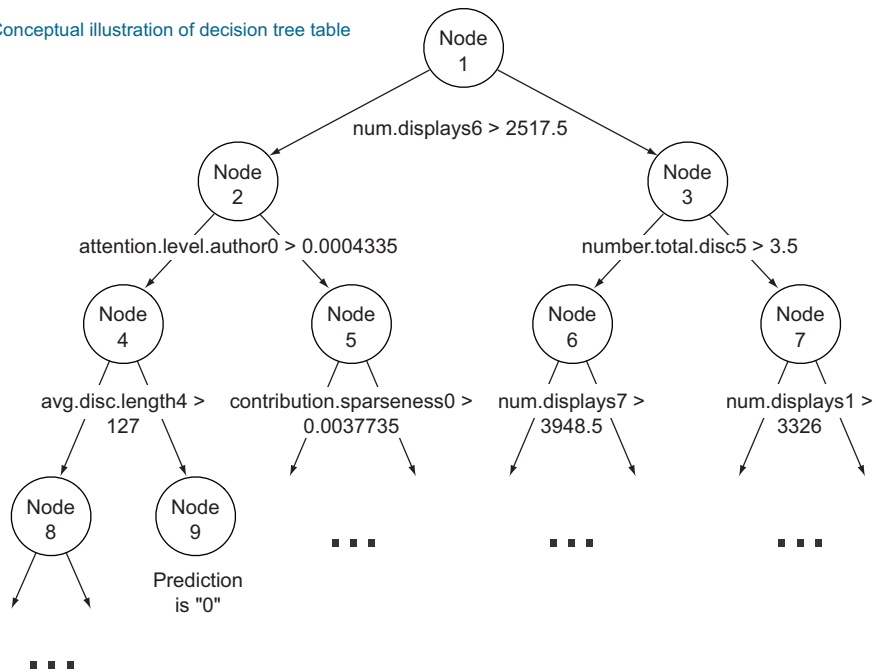 Conceptual illustration of decision tree table
Node
1
num.displays6 > 2517.5
Node
2
Node
3
attention.level.author0 > 0.0004335
number.total.disc5 > 3.5
Node
4
Node
5
Node
6
Node
7
avg.disc.length4 >
127
contribution.sparseness0 >
0.0037735
num.displays7 >
3948.5
num.displays1 >
3326
Node
8
Node
9
...
...
...
Prediction
is "0"
...